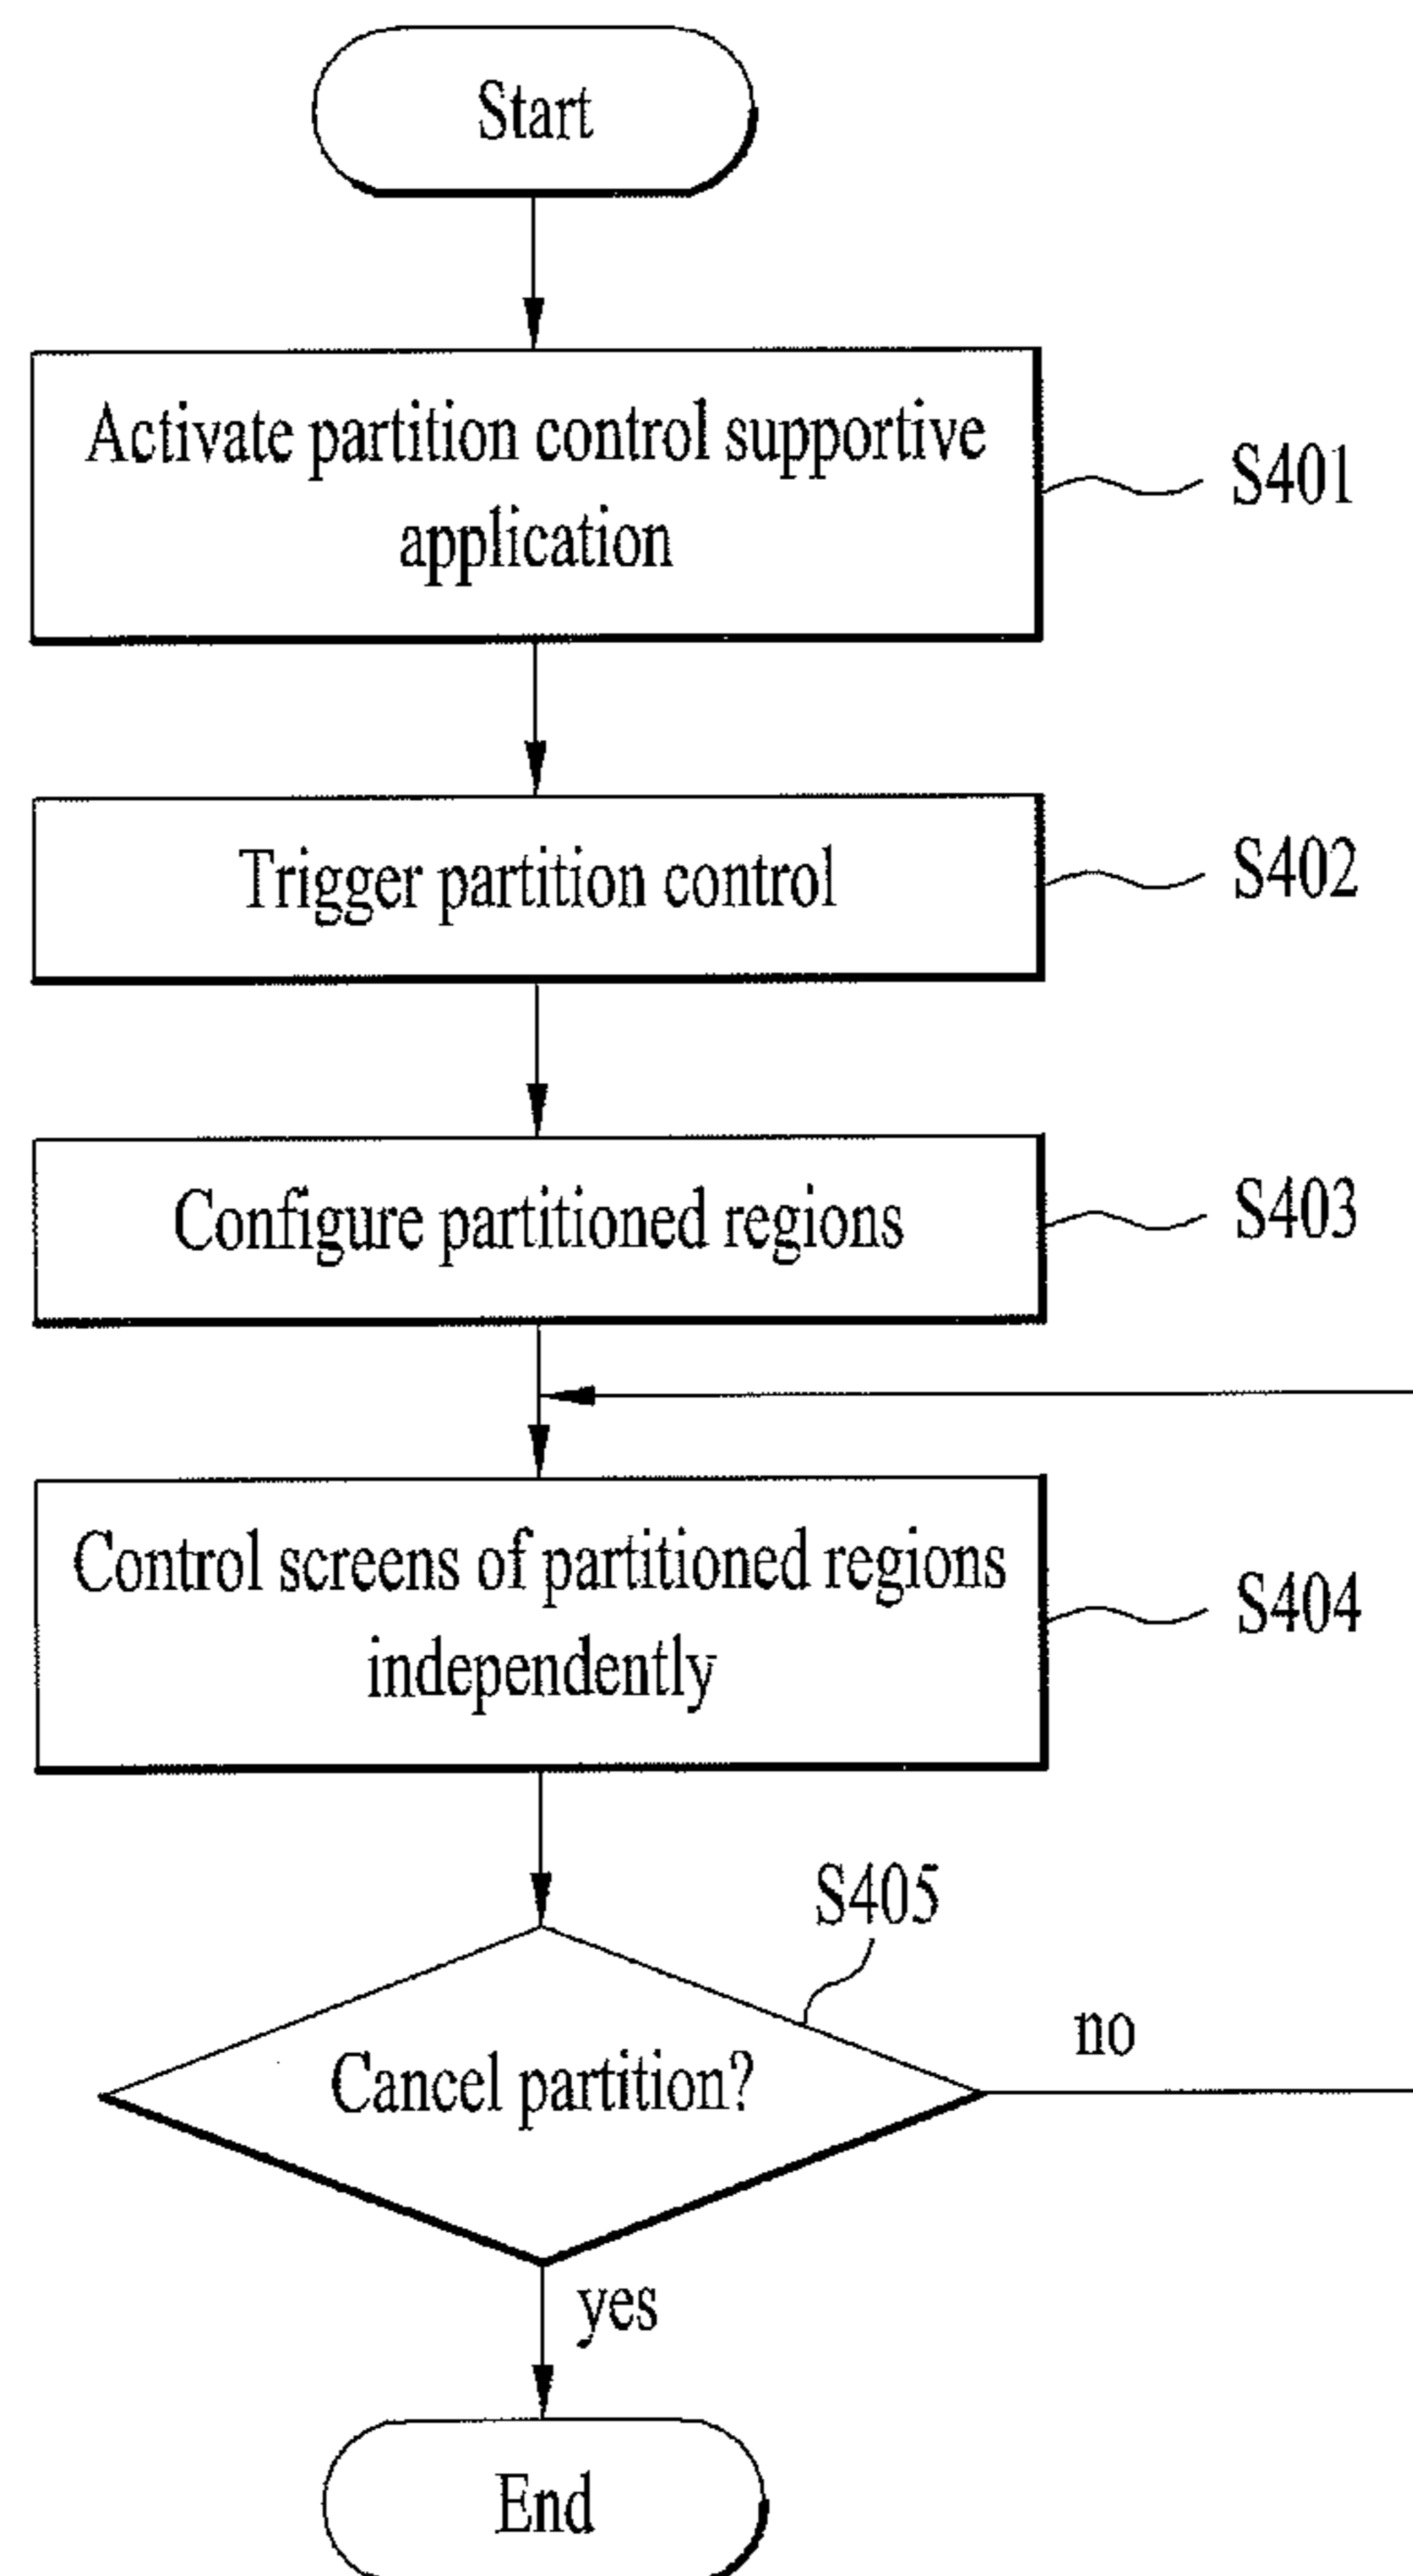 Start
Activate partition control supportive
application
S401
Trigger partition control
S402
Configure partitioned regions
S403
Control screens of partitioned regions
independently
S404
S405
Cancel partition?
no
yes
End